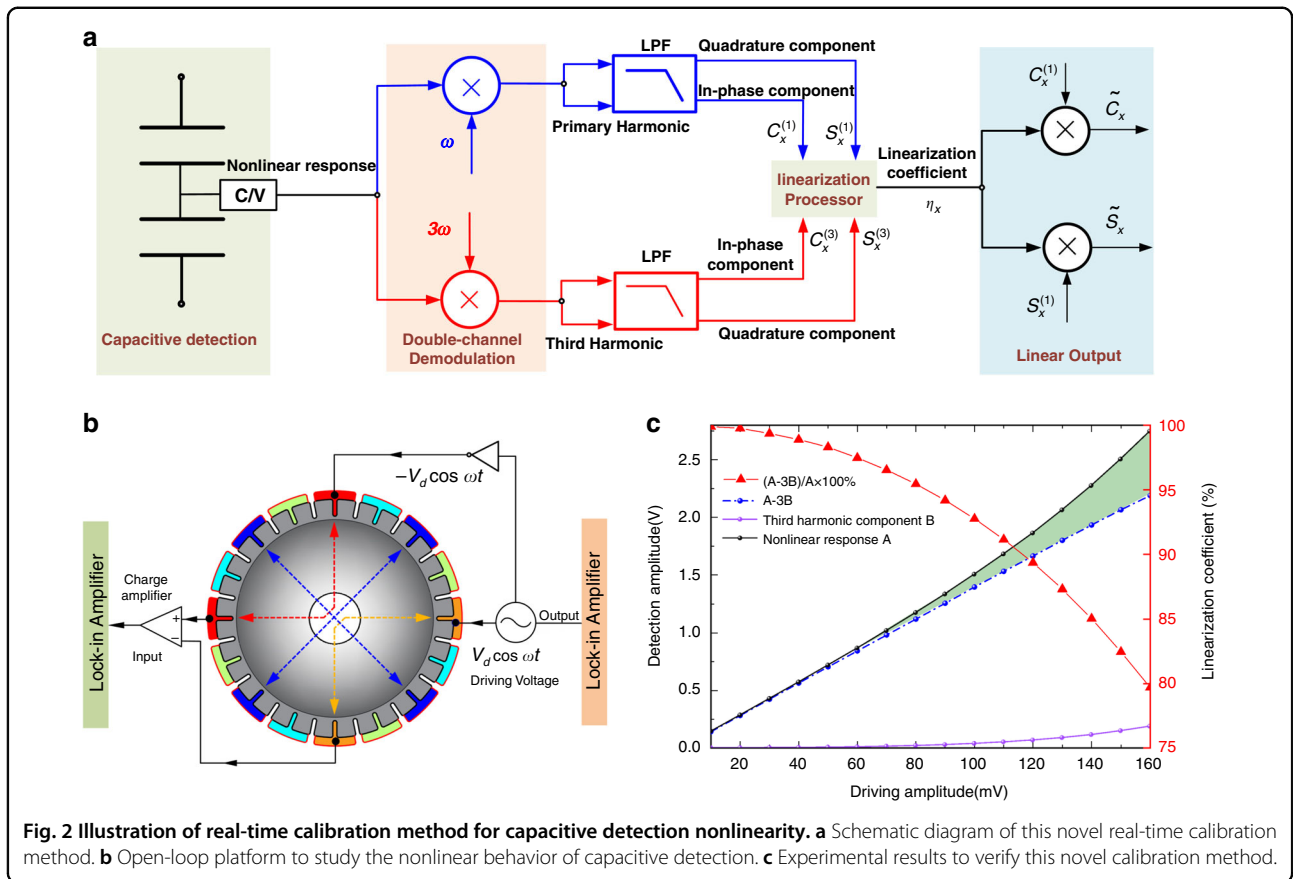 a
LPF
Quadrature component
In-phase component
Primary Harmonic
ω
C_x^(1)
S_x^(1)
Nonlinear response
C/V
3ω
linearization
Processor
Linearization
coefficient
η_x
C_x^(1)
C̃_x
S̃_x
S_x^(1)
C_x^(3)
S_x^(3)
In-phase
component
LPF
Third Harmonic
Quadrature component
Capacitive detection
Double-channel
Demodulation
Linear Output
b
−V_d cos ωt
Lock-in Amplifier
Charge
amplifier
+
−
Input
Output
V_d cos ωt
Driving Voltage
Lock-in Amplifier
c
Detection amplitude(V)
2.5
2.0
1.5
1.0
0.5
0.0
(A-3B)/A×100%
A-3B
Third harmonic component B
Nonlinear response A
100
95
90
85
80
75
Linearization coefficient (%)
20 40 60 80 100 120 140 160
Driving amplitude(mV)
Fig. 2 Illustration of real-time calibration method for capacitive detection nonlinearity. a Schematic diagram of this novel real-time calibration
method. b Open-loop platform to study the nonlinear behavior of capacitive detection. c Experimental results to verify this novel calibration method.